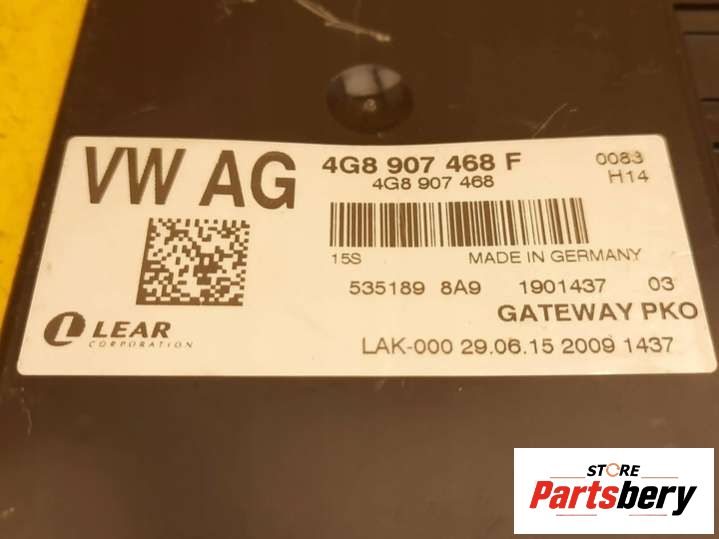 VW AG
4G8 907 468 F
0083
4G8 907 468
H14
15S
MADE IN GERMANY
535189 8A9 1901437 03
GATEWAY PKO
LEAR
CORPORATION
LAK-000 29.06.15 2009 1437
STORE
Partsbery